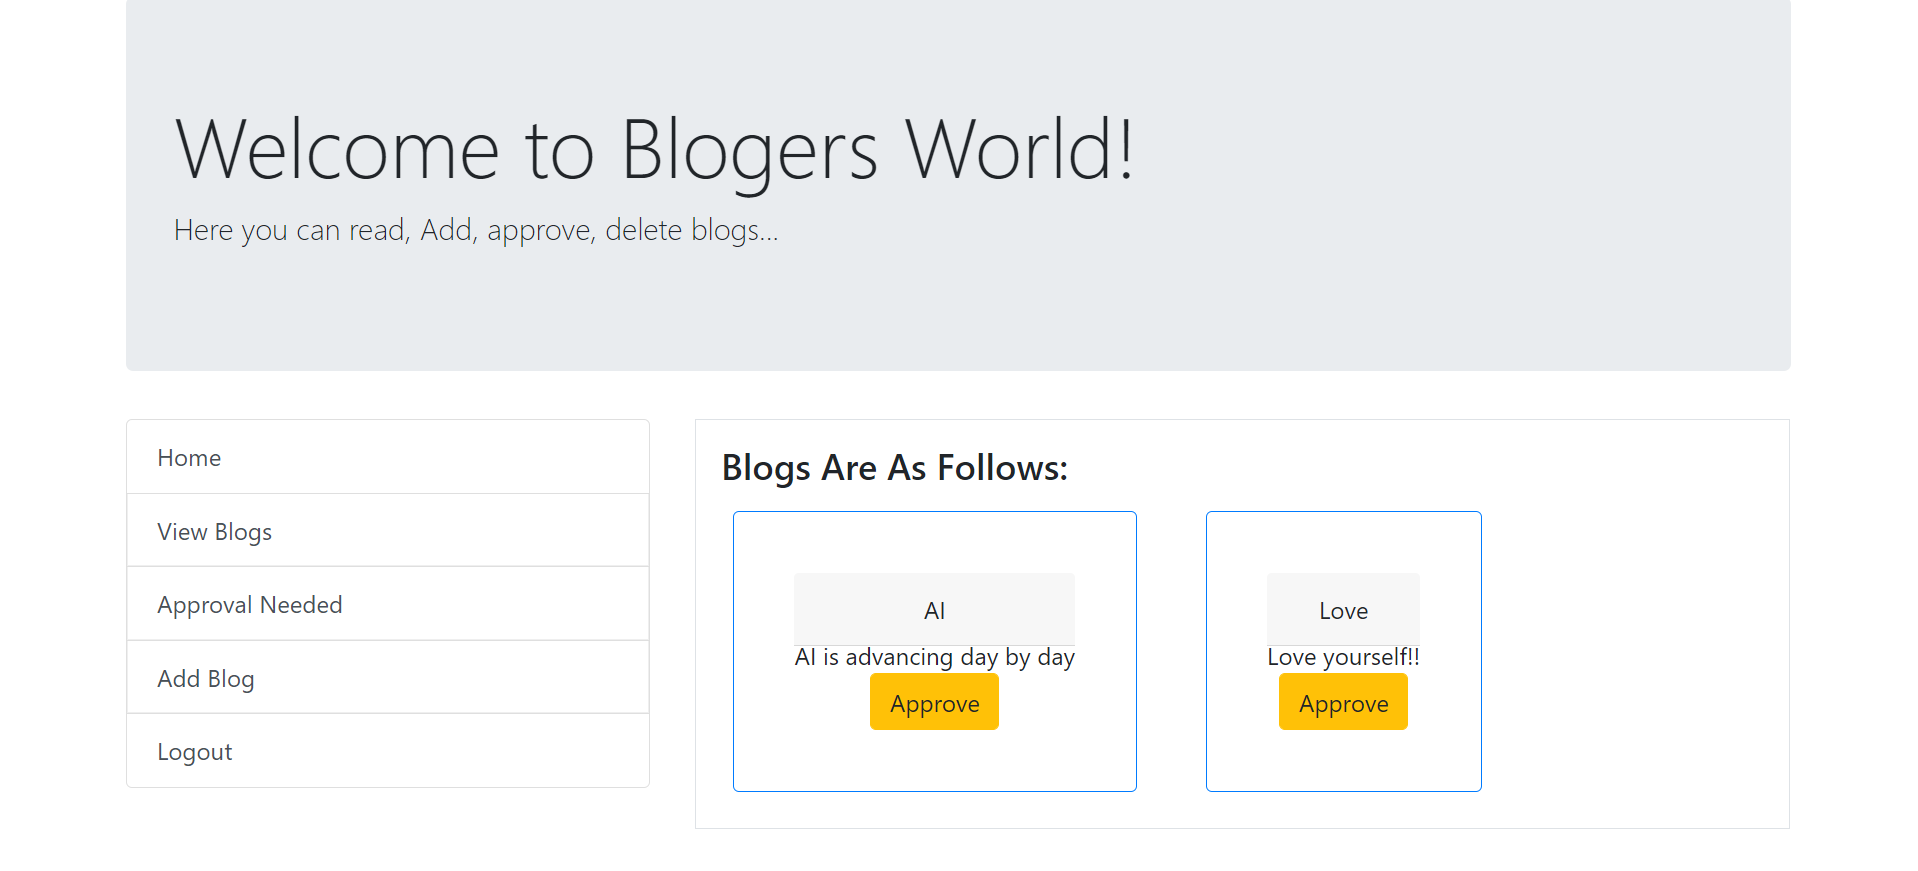 Welcome to Blogers World!
Here you can read, Add, approve, delete blogs...
Home
View Blogs
Approval Needed
Add Blog
Logout
Blogs Are As Follows:
AI
AI is advancing day by day
Approve
Love
Love yourself!!
Approve